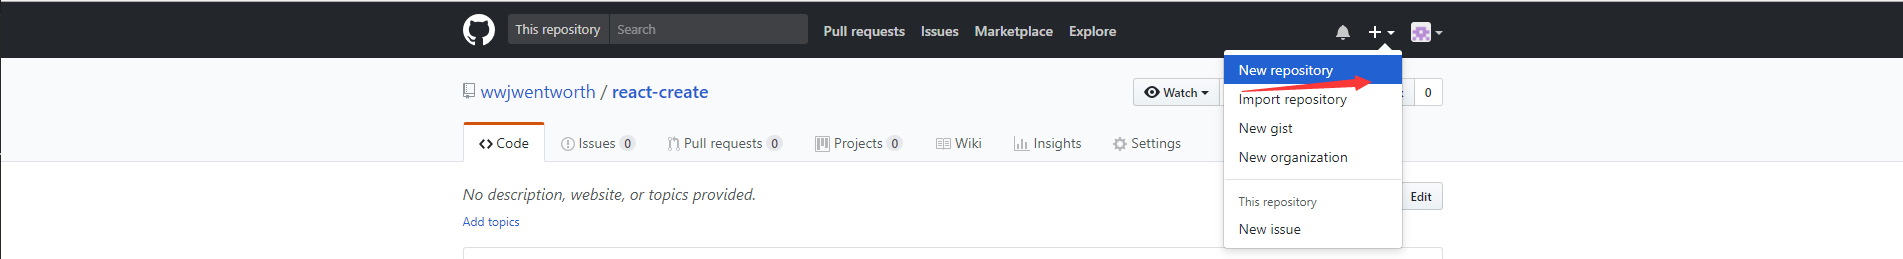 This repository Search Pull requests Issues Marketplace Explore
New repository
wwjwentworth / react-create
Watch
0
Import repository
New gist
Code Issues 0 Pull requests 0 Projects 0 Wiki Insights Settings
New organization
No description, website, or topics provided.
Edit
This repository
Add topics
New issue